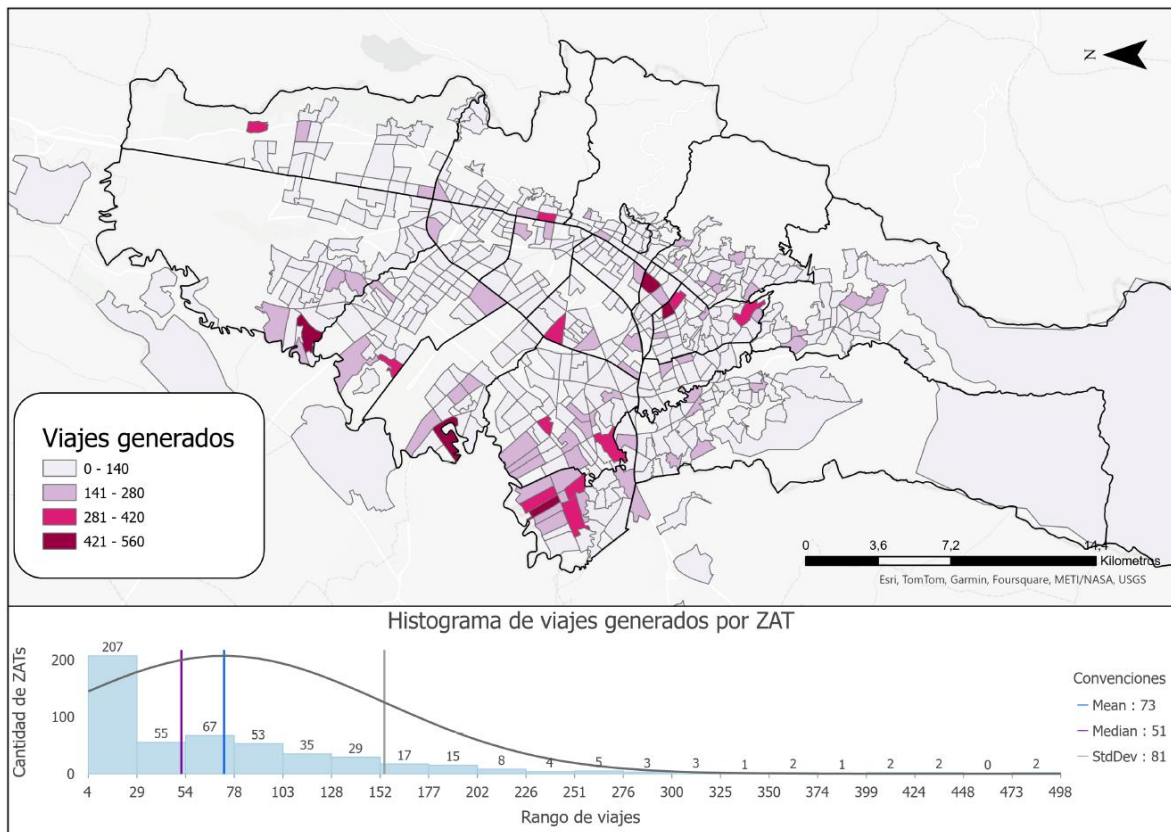 N
Viajes generados
0 - 140
141 - 280
281 - 420
421 - 560
0 3,6 7,2 14,4
Kilometros
Esri, TomTom, Garmin, Foursquare, METI/NASA, USGS
Histograma de viajes generados por ZAT
Cantidad de ZATs
200
100
0
207 55 67 53 35 29 17 15 8 4 5 3 3 1 2 1 2 2 0 2
4 29 54 78 103 128 152 177 202 226 251 276 300 325 350 374 399 424 448 473 498
Rango de viajes
Convenciones
Mean : 73
Median : 51
StdDev : 81